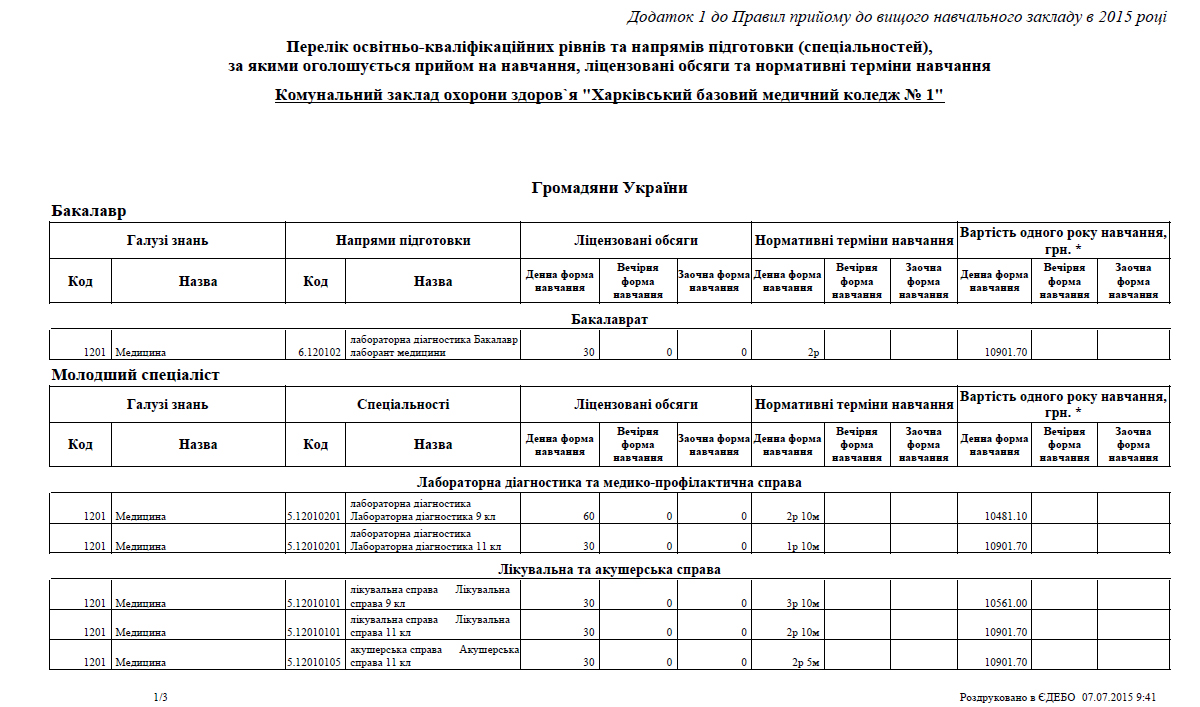 Додаток 1 до Правил прийому до вищого навчального закладу в 2015 році
Перелік освітньо-кваліфікаційних рівнів та напрямів підготовки (спеціальностей),
за якими оголошується прийом на навчання, ліцензовані обсяги та нормативні терміни навчання
Комунальний заклад охорони здоров`я "Харківський базовий медичний коледж № 1"
Громадяни України
Бакалавр
Галузі знань Напрями підготовки Ліцензовані обсяги Нормативні терміни навчання Вартість одного року навчання, грн. *
Код Назва Код Назва Денна форма навчання Вечірня форма навчання Заочна форма навчання Денна форма навчання Вечірня форма навчання Заочна форма навчання Денна форма навчання Вечірня форма навчання Заочна форма навчання
Бакалаврат
1201 Медицина 6.120102 лабораторна діагностика Бакалавр лаборант медицини 30 0 0 2р 10901.70
Молодший спеціаліст
Галузі знань Спеціальності Ліцензовані обсяги Нормативні терміни навчання Вартість одного року навчання, грн. *
Код Назва Код Назва Денна форма навчання Вечірня форма навчання Заочна форма навчання Денна форма навчання Вечірня форма навчання Заочна форма навчання Денна форма навчання Вечірня форма навчання Заочна форма навчання
Лабораторна діагностика та медико-профілактична справа
1201 Медицина 5.12010201 лабораторна діагностика Лабораторна діагностика 9 кл 60 0 0 2р 10м 10481.10
1201 Медицина 5.12010201 лабораторна діагностика Лабораторна діагностика 11 кл 30 0 0 1р 10м 10901.70
Лікувальна та акушерська справа
1201 Медицина 5.12010101 лікувальна справа Лікувальна справа 9 кл 30 0 0 3р 10м 10561.00
1201 Медицина 5.12010101 лікувальна справа Лікувальна справа 11 кл 30 0 0 2р 10м 10901.70
1201 Медицина 5.12010105 акушерська справа Акушерська справа 11 кл 30 0 0 2р 5м 10901.70
1/3 Роздруковано в ЄДЕБО 07.07.2015 9:41